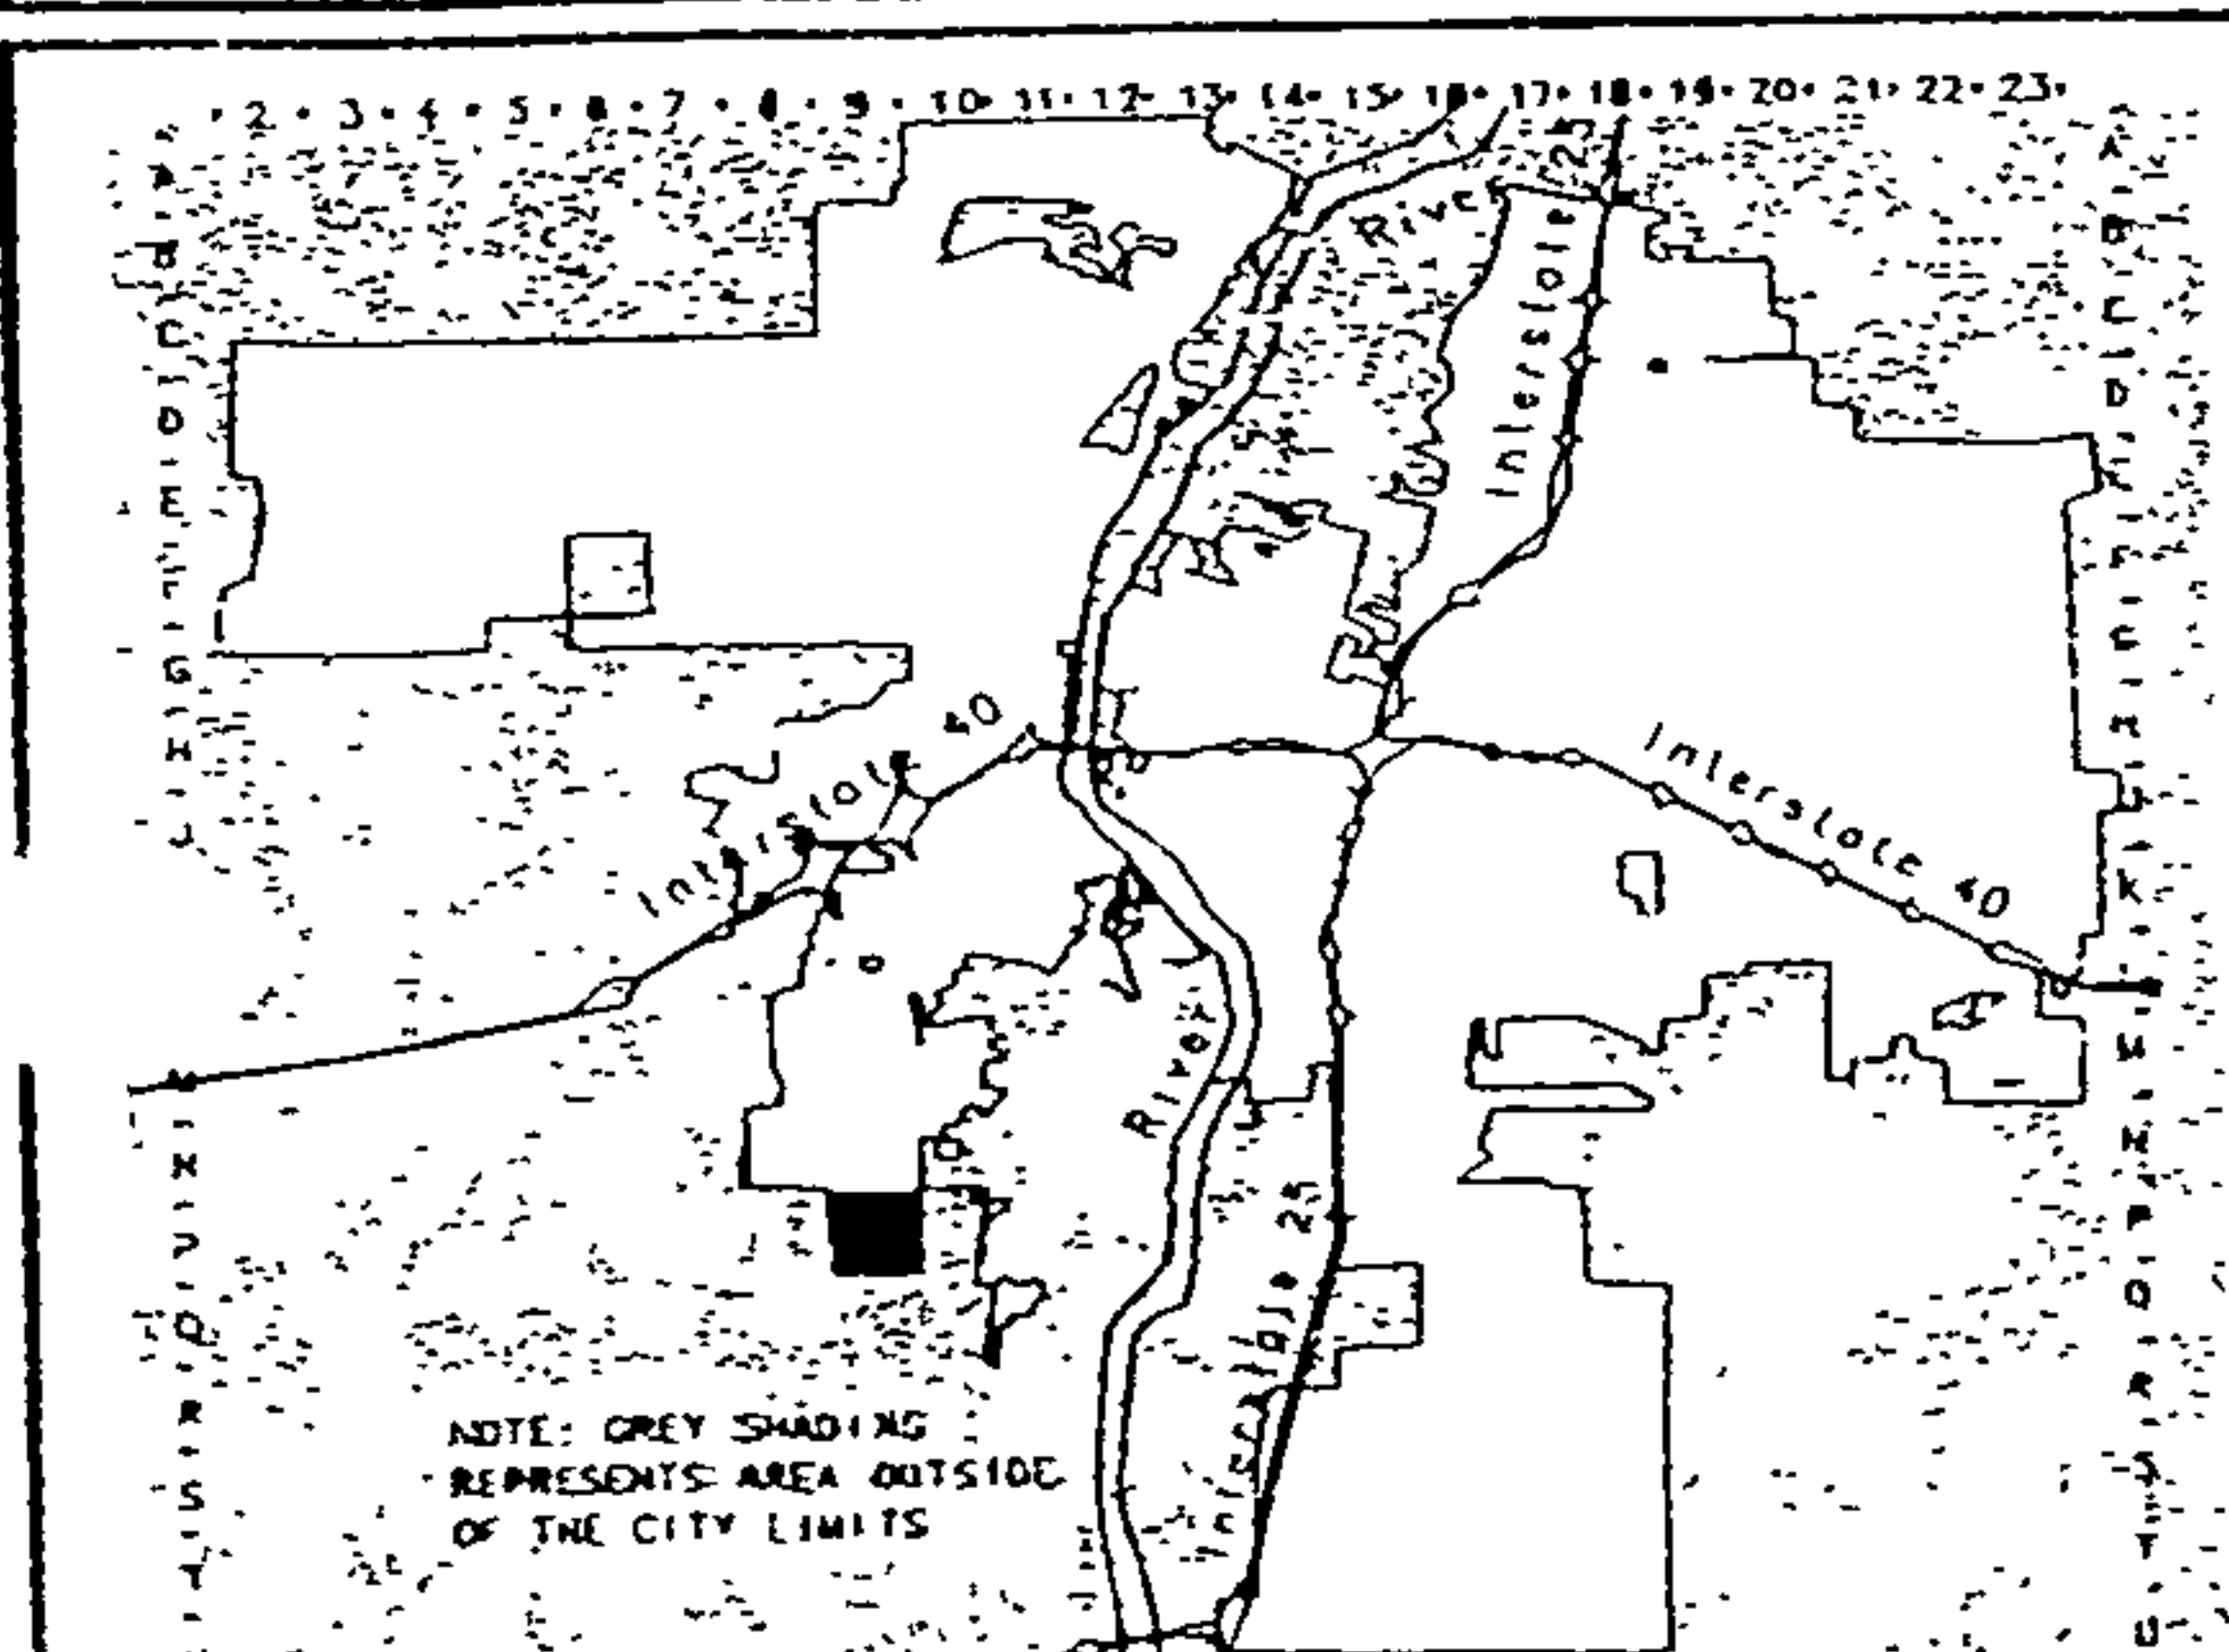 2 • 3 • 4 • 5 • 6 • 7 • 8 • 9 • 10 • 11 • 12 • 13 • 14 • 15 • 16 • 17 • 18 • 19 • 20 • 21 • 22 • 23 •
A
B
C
D
E
F
G
H
J
N
P
Q
R
S
T
A
B
C
D
E
F
G
H
J
K
M
N
P
Q
R
S
T
U
River
Interstate 25
40
Interstate
Interstate 40
River
25
NOTE: GREY SHADING
REPRESENTS AREA OUTSIDE
OF THE CITY LIMITS